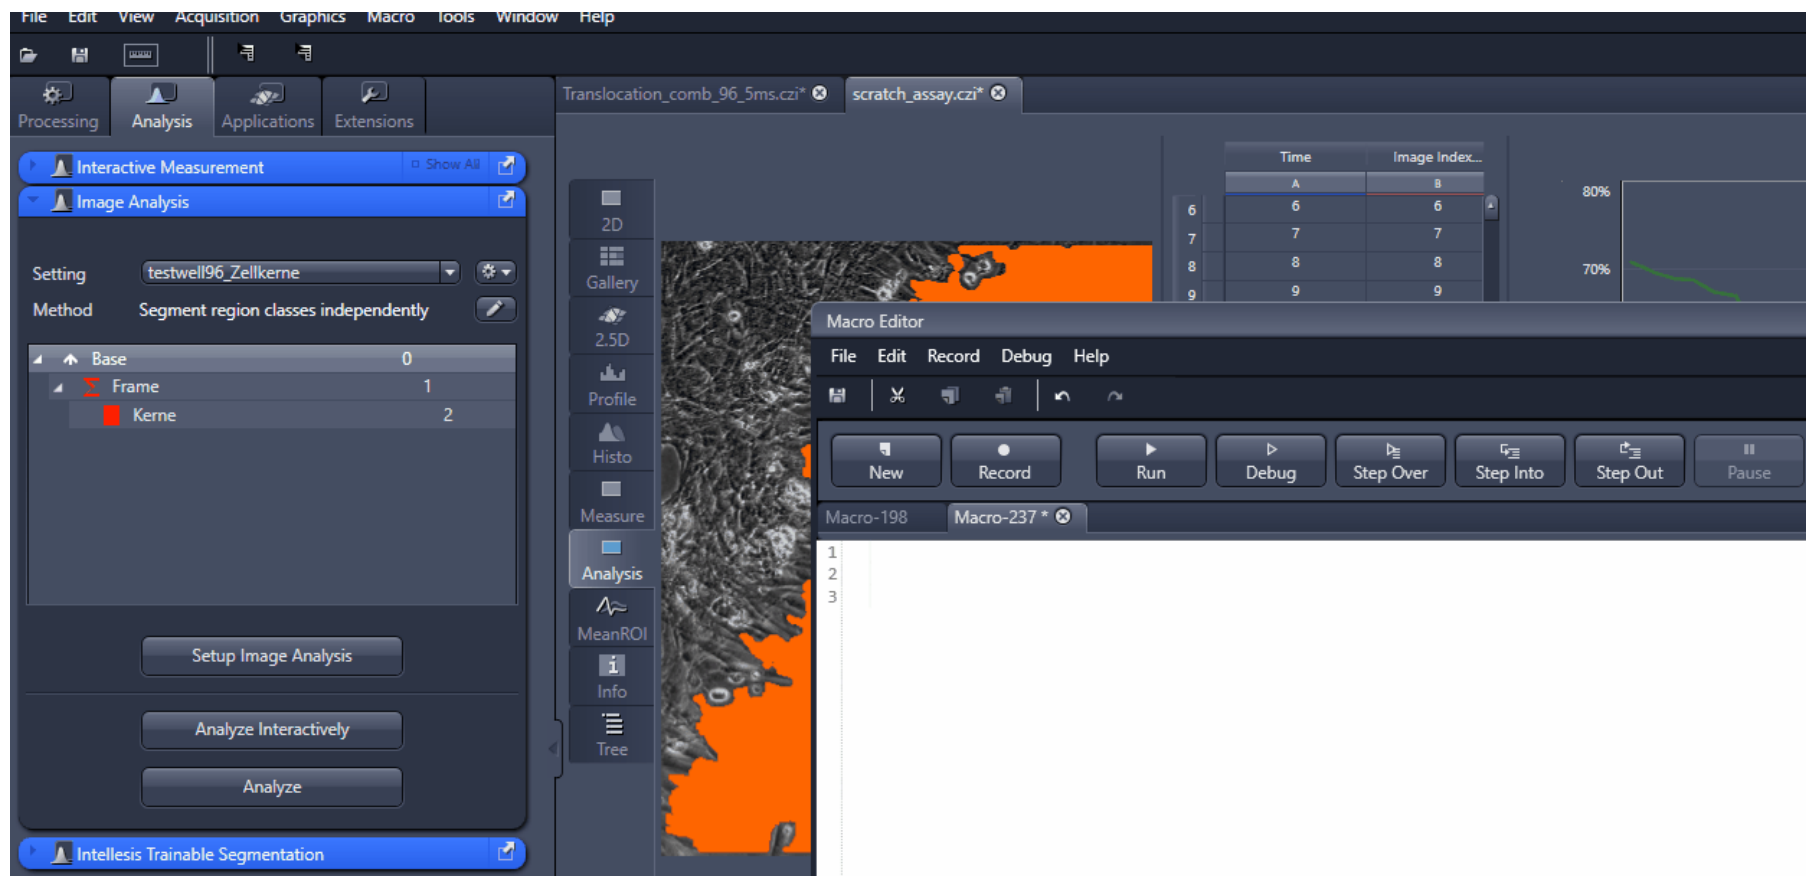 File Edit View Acquisition Graphics Macro Tools Window Help
Processing Analysis Applications Extensions
Translocation_comb_96_5ms.czi* scratch_assay.czi*
Interactive Measurement Show All
Image Analysis
Setting testwell96_Zellkerne
Method Segment region classes independently
Base 0
Frame 1
Kerne 2
Setup Image Analysis
Analyze Interactively
Analyze
Intellesis Trainable Segmentation
2D
Gallery
2.5D
Profile
Histo
Measure
Analysis
MeanROI
Info
Tree
Time Image Index...
A B
6 6 6
7 7 7
8 8 8
9 9 9
80%
70%
Macro Editor
File Edit Record Debug Help
New Record Run Debug Step Over Step Into Step Out Pause
Macro-198 Macro-237 *
1
2
3